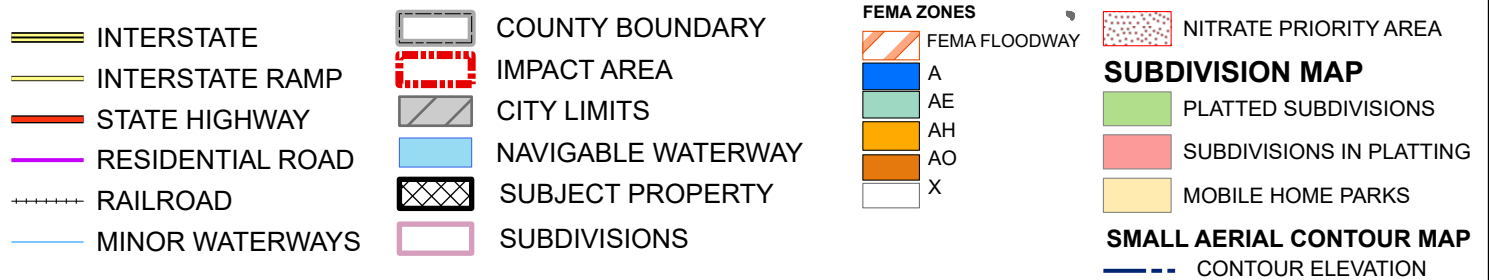 INTERSTATE
INTERSTATE RAMP
STATE HIGHWAY
RESIDENTIAL ROAD
RAILROAD
MINOR WATERWAYS
COUNTY BOUNDARY
IMPACT AREA
CITY LIMITS
NAVIGABLE WATERWAY
SUBJECT PROPERTY
SUBDIVISIONS
FEMA ZONES
FEMA FLOODWAY
A
AE
AH
AO
X
NITRATE PRIORITY AREA
SUBDIVISION MAP
PLATTED SUBDIVISIONS
SUBDIVISIONS IN PLATTING
MOBILE HOME PARKS
SMALL AERIAL CONTOUR MAP
CONTOUR ELEVATION